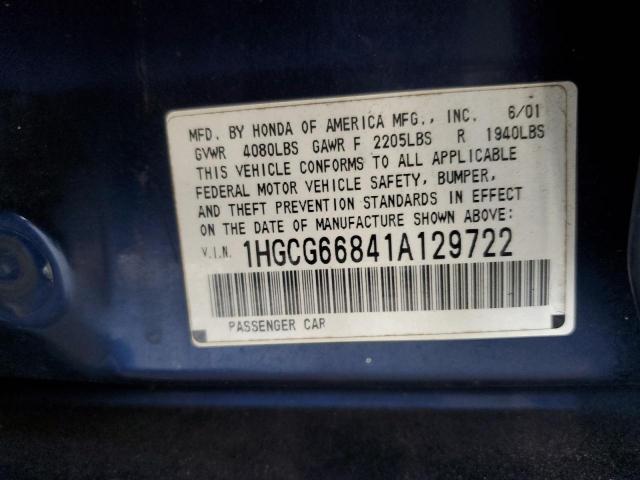 MFD. BY HONDA OF AMERICA MFG., INC. 6/01
GVWR 4080LBS GAWR F 2205LBS R 1940LBS
THIS VEHICLE CONFORMS TO ALL APPLICABLE
FEDERAL MOTOR VEHICLE SAFETY, BUMPER,
AND THEFT PREVENTION STANDARDS IN EFFECT
ON THE DATE OF MANUFACTURE SHOWN ABOVE:
V.I.N. 1HGCG66841A129722
PASSENGER CAR